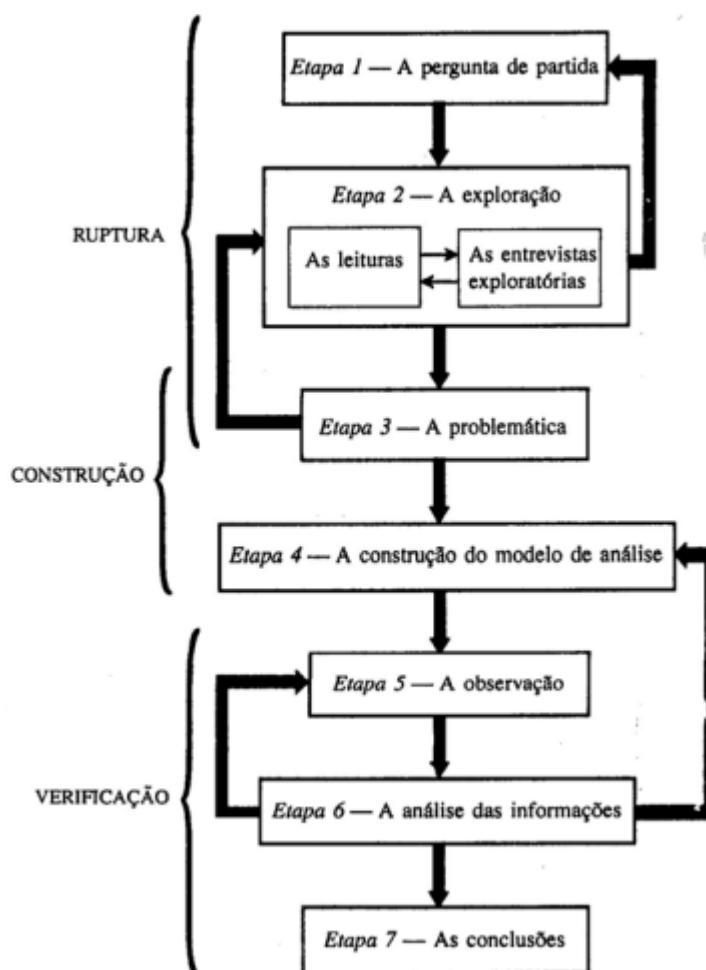 Etapa 1 — A pergunta de partida
Etapa 2 — A exploração
As leituras
As entrevistas
exploratórias
RUPTURA
Etapa 3 — A problemática
CONSTRUÇÃO
Etapa 4 — A construção do modelo de análise
Etapa 5 — A observação
VERIFICAÇÃO
Etapa 6 — A análise das informações
Etapa 7 — As conclusões